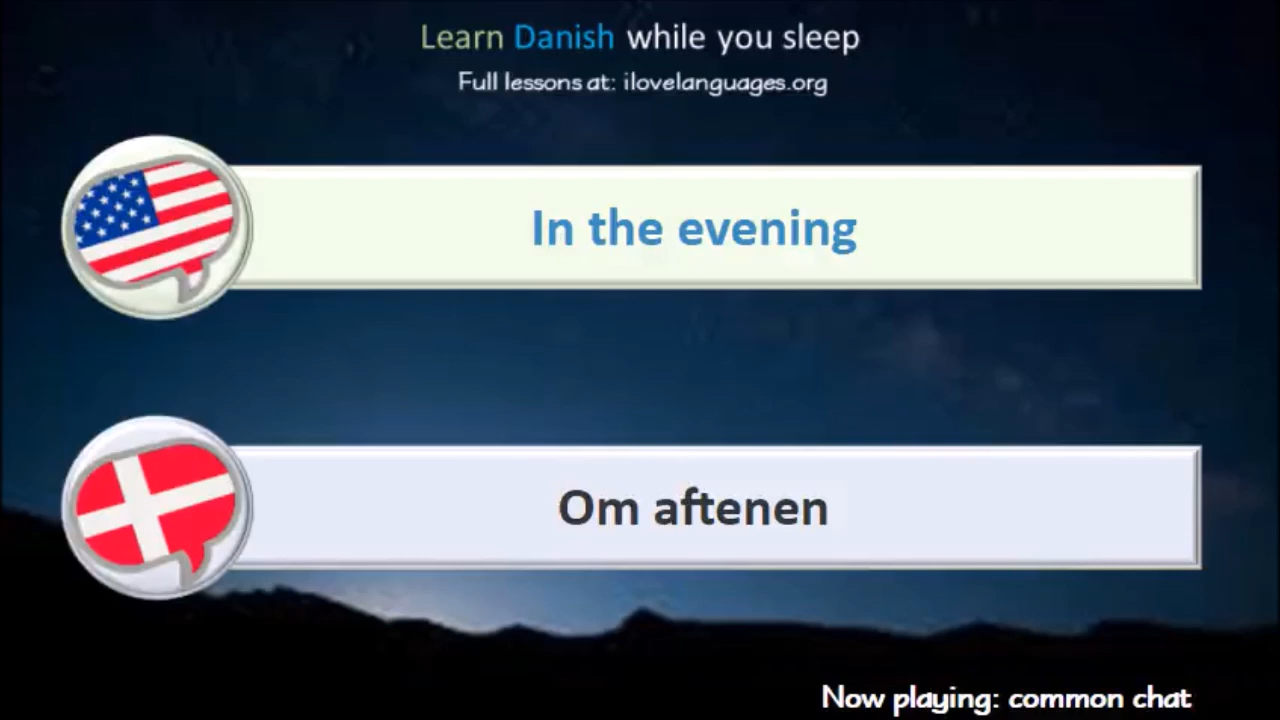 Learn Danish while you sleep
Full lessons at: ilovelanguages.org
In the evening
Om aftenen
Now playing: common chat